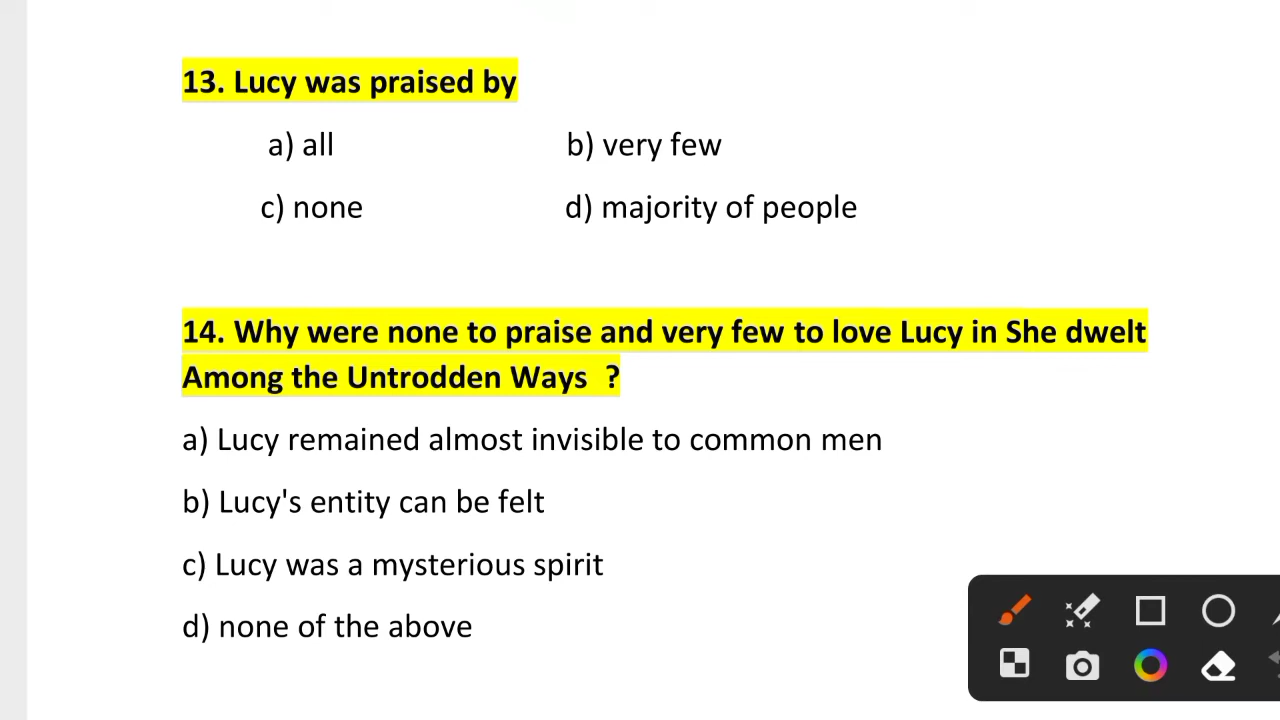 13. Lucy was praised by
a) all b) very few
c) none d) majority of people
14. Why were none to praise and very few to love Lucy in She dwelt
Among the Untrodden Ways ?
a) Lucy remained almost invisible to common men
b) Lucy's entity can be felt
c) Lucy was a mysterious spirit
d) none of the above